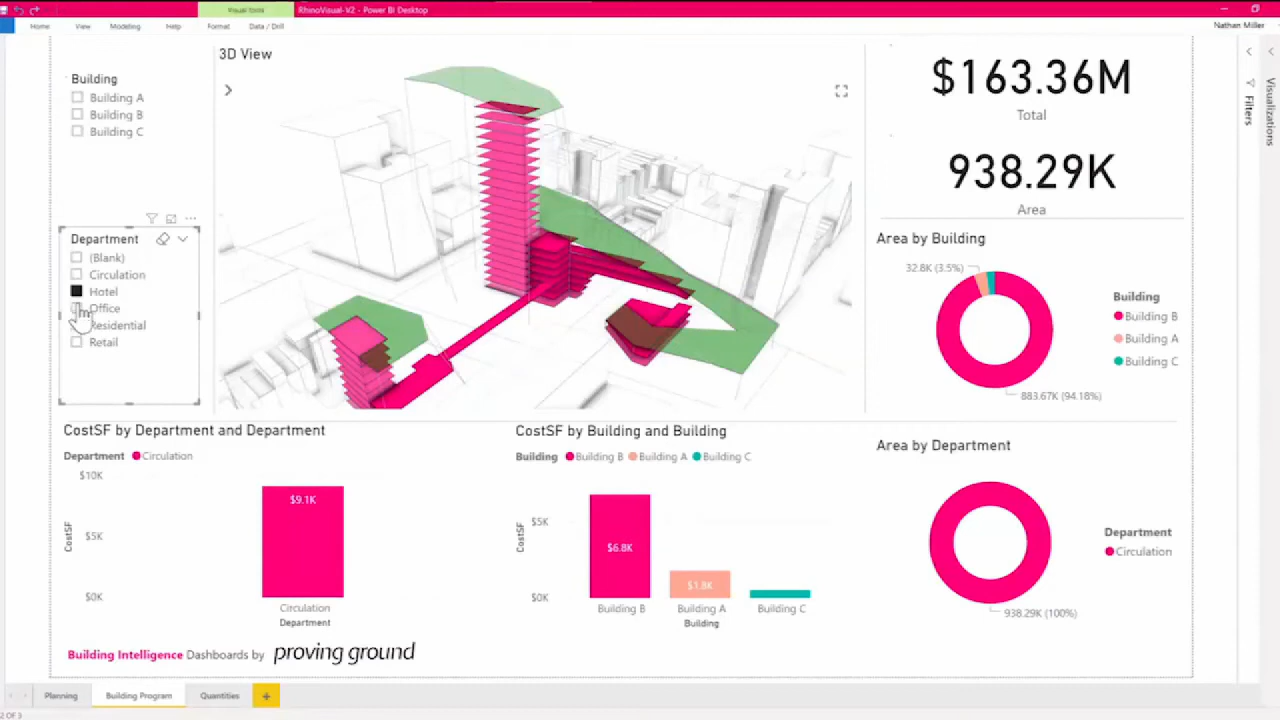 Visual tools
RhinoVisual-V2 - Power BI Desktop
Home View Modeling Help Format Data / Drill
Nathan Miller
Building
Building A
Building B
Building C
Department
(Blank)
Circulation
Hotel
Office
Residential
Retail
3D View
$163.36M
Total
938.29K
Area
Filters
Visualizations
Area by Building
32.8K (3.5%)
883.67K (94.18%)
Building
Building B
Building A
Building C
CostSF by Department and Department
Department Circulation
CostSF
$10K
$5K
$0K
$9.1K
Circulation
Department
CostSF by Building and Building
Building Building B Building A Building C
CostSF
$5K
$0K
$6.8K
$1.8K
Building B Building A Building C
Building
Area by Department
Department
Circulation
938.29K (100%)
Building Intelligence Dashboards by proving ground
Planning Building Program Quantities +
2 OF 3